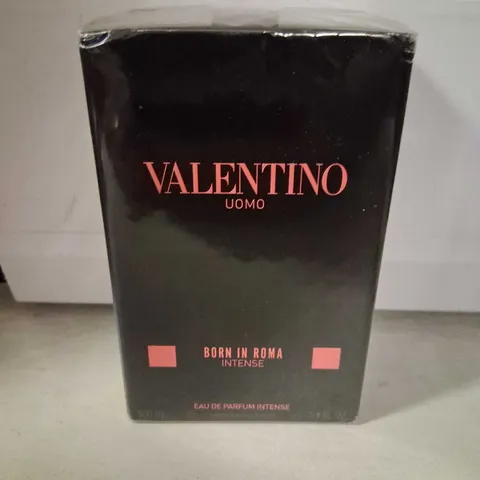 VALENTINO
UOMO
BORN IN ROMA
INTENSE
EAU DE PARFUM INTENSE